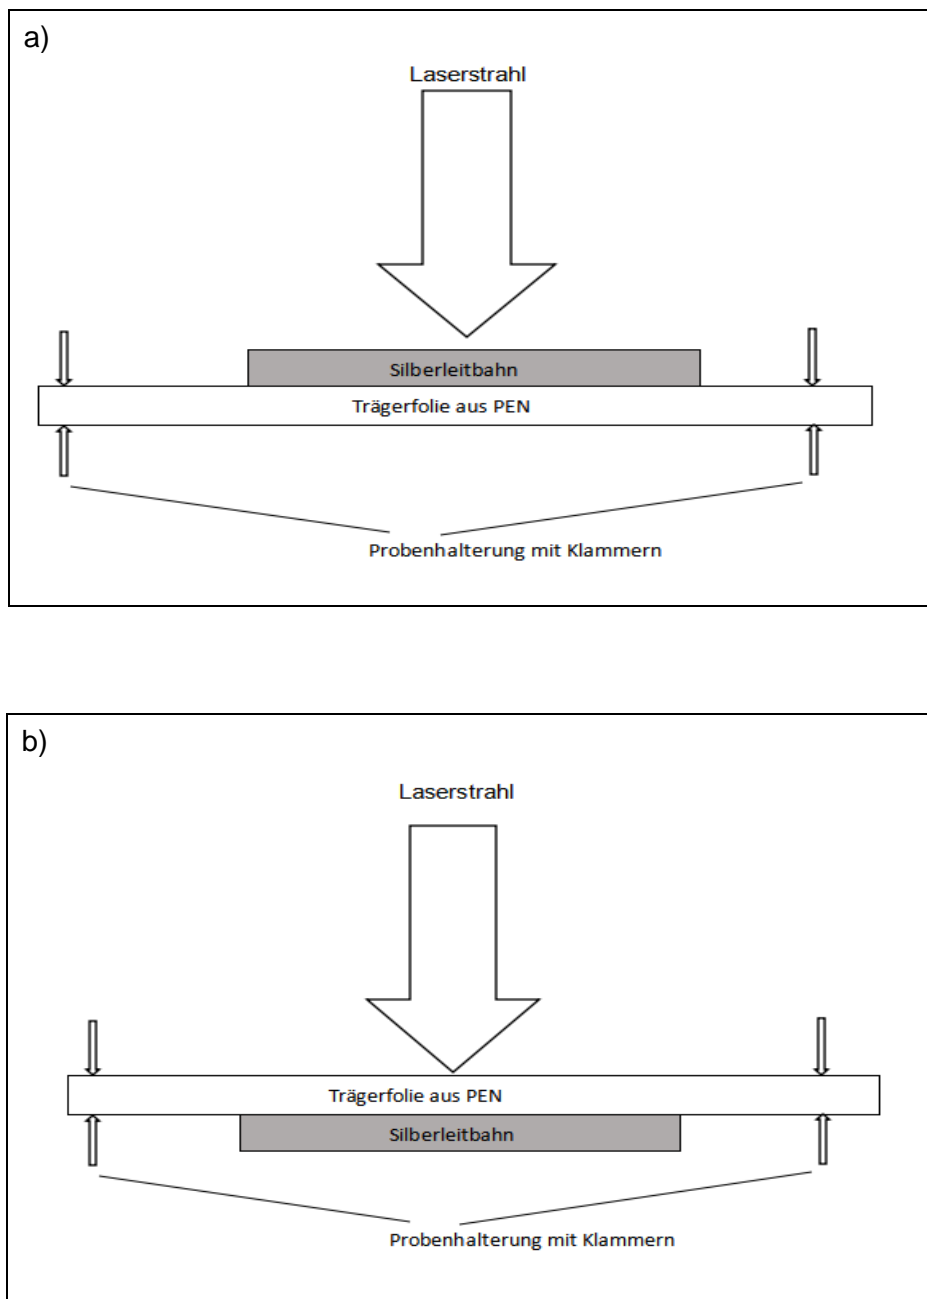 a)
Laserstrahl
Silberleitbahn
Trägerfolie aus PEN
Probenhalterung mit Klammern
b)
Laserstrahl
Trägerfolie aus PEN
Silberleitbahn
Probenhalterung mit Klammern